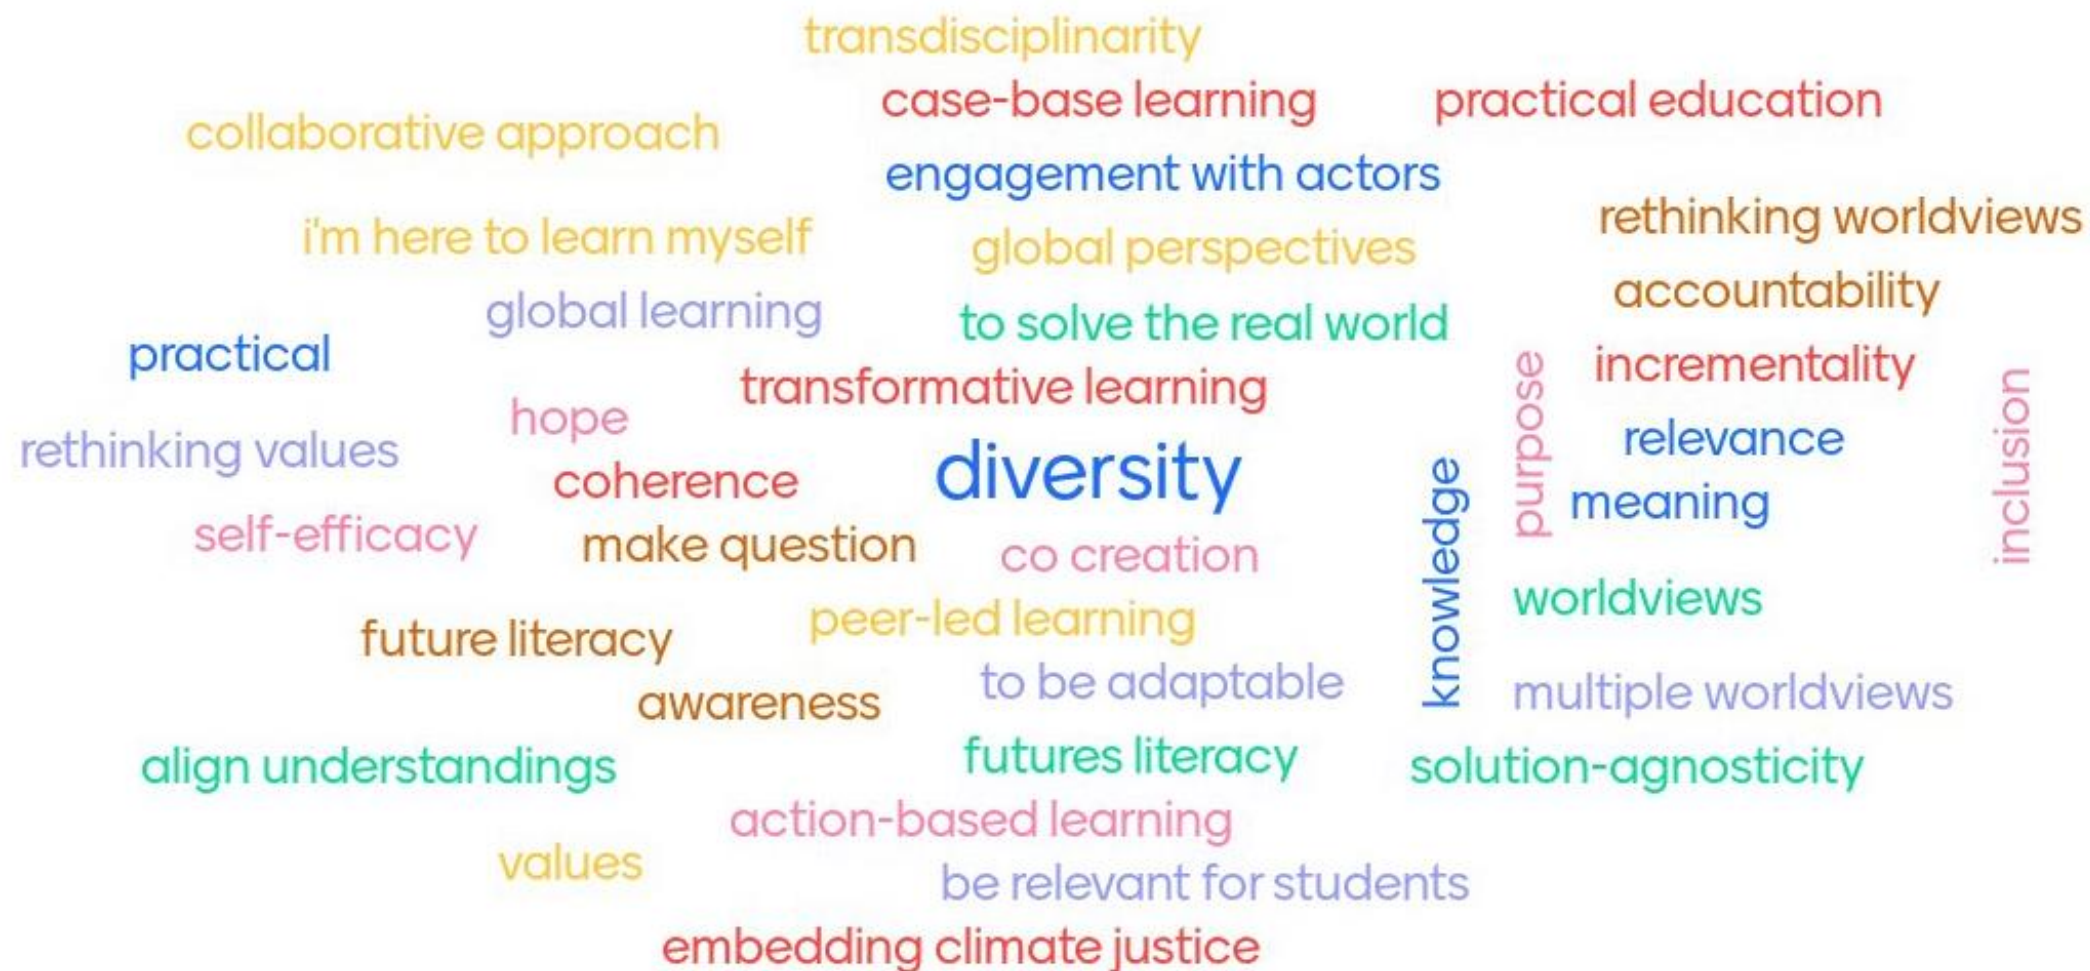 transdisciplinarity
case-base learning
practical education
collaborative approach
engagement with actors
rethinking worldviews
i'm here to learn myself
global perspectives
accountability
global learning
to solve the real world
practical
incrementality
transformative learning
purpose
inclusion
hope
relevance
rethinking values
diversity
coherence
knowledge
meaning
self-efficacy
make question
co creation
worldviews
peer-led learning
future literacy
to be adaptable
multiple worldviews
awareness
futures literacy
align understandings
solution-agnosticity
action-based learning
values
be relevant for students
embedding climate justice